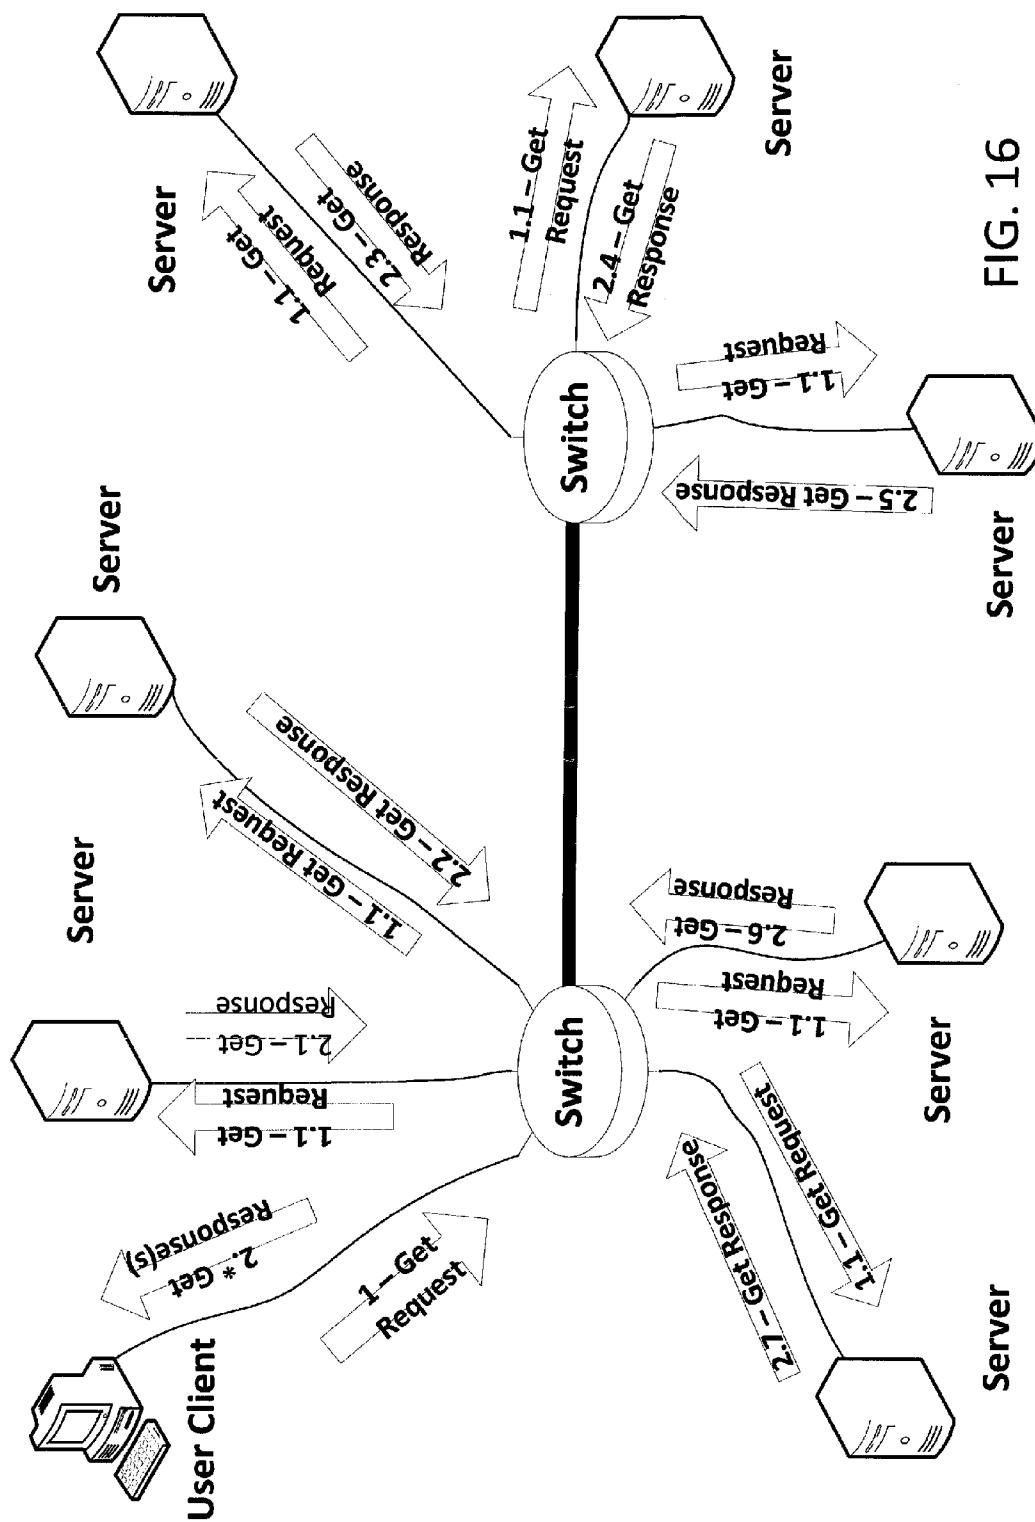 User Client
2.* Get
Response(s)
1 – Get
Request
Server
1.1 – Get
Request
2.1 – Get
Response
Server
1.1 – Get Request
2.2 – Get Response
Server
1.1 – Get
Request
2.3 – Get
Response
Switch
Switch
1.1 – Get
Request
2.4 – Get
Response
Server
2.7 – Get Response
1.1 – Get Request
Server
1.1 – Get
Request
2.6 – Get
Response
Server
2.5 – Get Response
1.1 – Get
Request
Server
FIG. 16